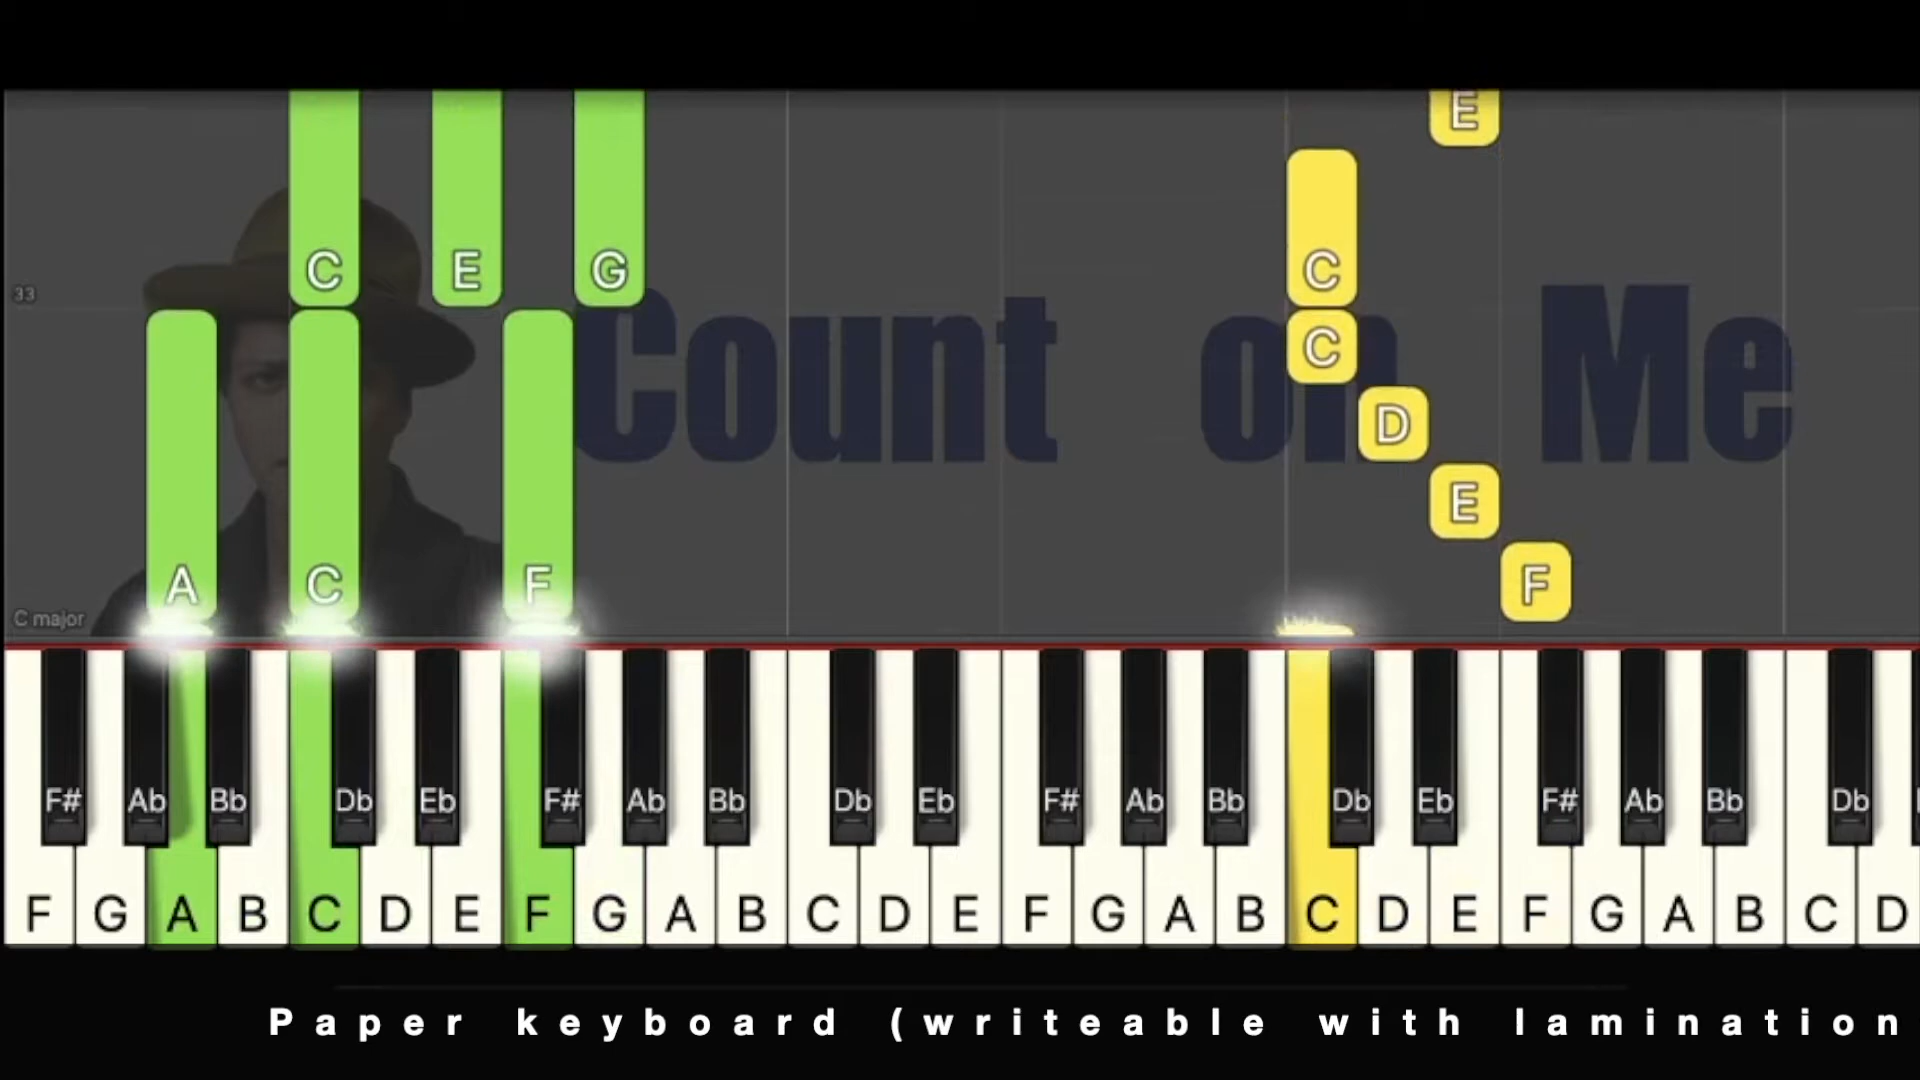 E
C E G C
33
Count on Me
C
D
E
A C F F
C major
F# Ab Bb Db Eb F# Ab Bb Db Eb F# Ab Bb Db Eb F# Ab Bb Db
F G A B C D E F G A B C D E F G A B C D E F G A B C D
Paper keyboard (writeable with lamination